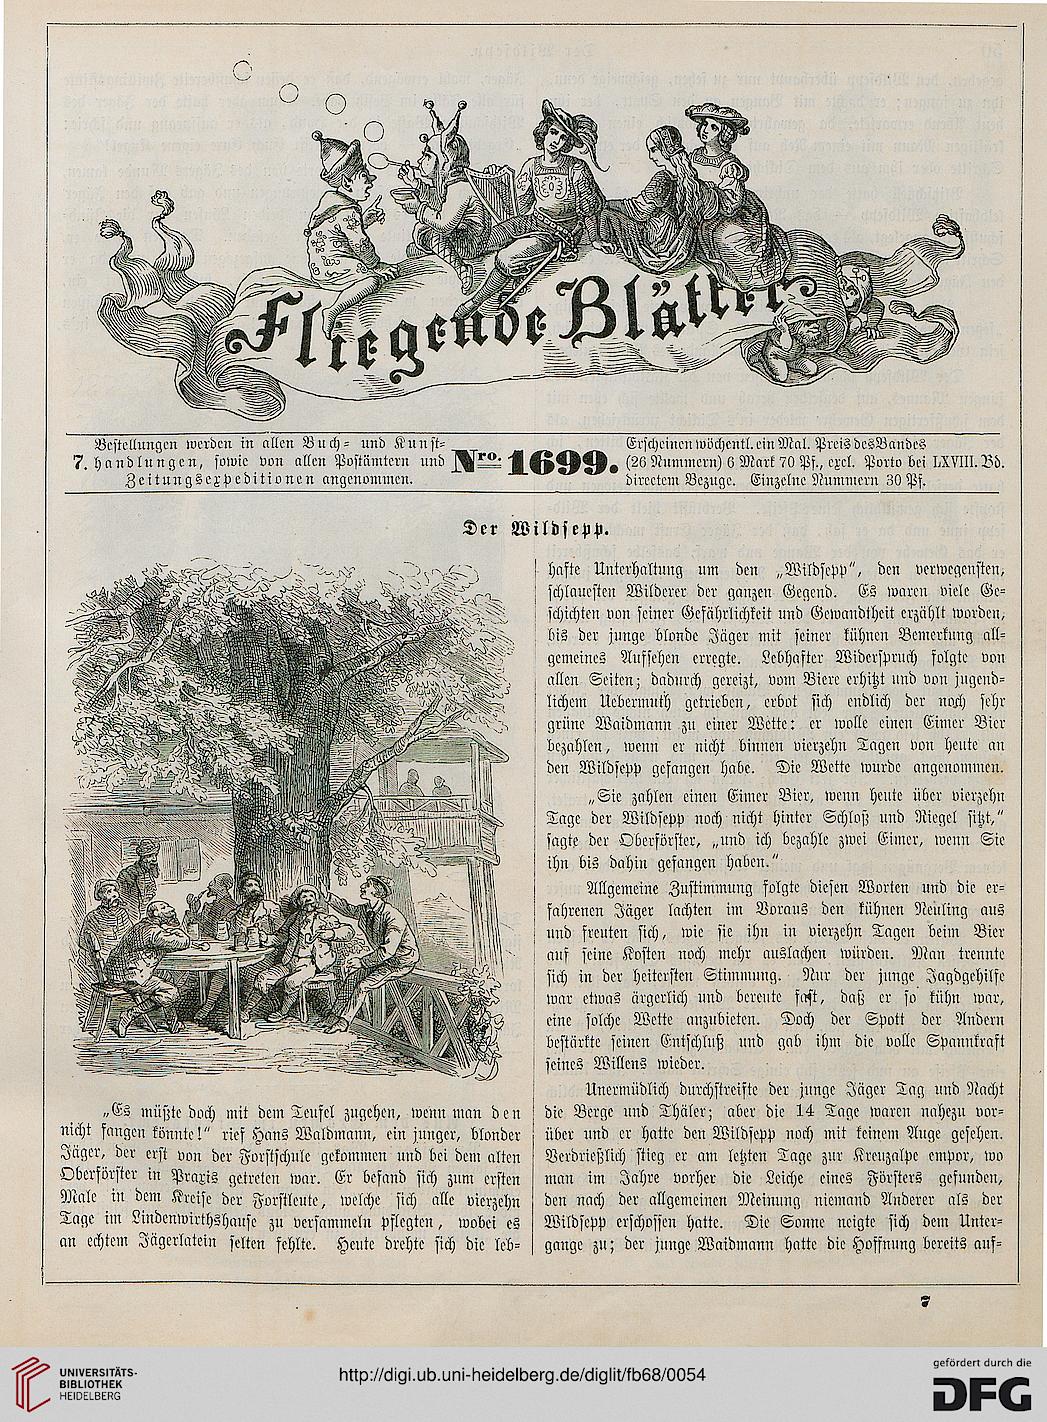 Fliegende Blätter
Bestellungen werden in allen Buch- und Kunst-
7. handlungen, sowie von allen Postämtern und
Zeitungsexpeditionen angenommen.
Nro. 1699.
Erscheinen wöchentl. ein Mal. Preis des Bandes
(26 Nummern) 6 Mark 70 Pf., excl. Porto bei LXVIII. Bd.
directem Bezuge. Einzelne Nummern 30 Pf.
Der Wildsepp.
„Es müßte doch mit dem Teufel zugehen, wenn man den
nicht fangen könnte!“ rief Hans Waldmann, ein junger, blonder
Jäger, der erst von der Forstschule gekommen und bei dem alten
Oberförster in Praxis getreten war. Er befand sich zum ersten
Male in dem Kreise der Forstleute, welche sich alle vierzehn
Tage im Lindenwirthshause zu versammeln pflegten, wobei es
an echtem Jägerlatein selten fehlte. Heute drehte sich die leb-
hafte Unterhaltung um den „Wildsepp“, den verwegensten,
schlauesten Wilderer der ganzen Gegend. Es waren viele Ge-
schichten von seiner Gefährlichkeit und Gewandtheit erzählt worden,
bis der junge blonde Jäger mit seiner kühnen Bemerkung all-
gemeines Aufsehen erregte. Lebhafter Widerspruch folgte von
allen Seiten; dadurch gereizt, vom Biere erhitzt und von jugend-
lichem Uebermuth getrieben, erbot sich endlich der noch sehr
grüne Waidmann zu einer Wette: er wolle einen Eimer Bier
bezahlen, wenn er nicht binnen vierzehn Tagen von heute an
den Wildsepp gefangen habe. Die Wette wurde angenommen.
„Sie zahlen einen Eimer Bier, wenn heute über vierzehn
Tage der Wildsepp noch nicht hinter Schloß und Riegel sitzt,“
sagte der Oberförster, „und ich bezahle zwei Eimer, wenn Sie
ihn bis dahin gefangen haben.“
Allgemeine Zustimmung folgte diesen Worten und die er-
fahrenen Jäger lachten im Voraus den kühnen Neuling aus
und freuten sich, wie sie ihn in vierzehn Tagen beim Bier
auf seine Kosten noch mehr auslachen würden. Man trennte
sich in der heitersten Stimmung. Nur der junge Jagdgehilfe
war etwas ärgerlich und bereute fast, daß er so kühn war,
eine solche Wette anzubieten. Doch der Spott der Andern
bestärkte seinen Entschluß und gab ihm die volle Spannkraft
seines Willens wieder.
Unermüdlich durchstreifte der junge Jäger Tag und Nacht
die Berge und Thäler; aber die 14 Tage waren nahezu vor-
über und er hatte den Wildsepp noch mit keinem Auge gesehen.
Verdrießlich stieg er am letzten Tage zur Kreuzalpe empor, wo
man im Jahre vorher die Leiche eines Försters gefunden,
den nach der allgemeinen Meinung niemand Anderer als der
Wildsepp erschossen hatte. Die Sonne neigte sich dem Unter-
gange zu; der junge Waidmann hatte die Hoffnung bereits auf-
7
UNIVERSITÄTS-
BIBLIOTHEK
HEIDELBERG
http://digi.ub.uni-heidelberg.de/diglit/fb68/0054
gefördert durch die
DFG